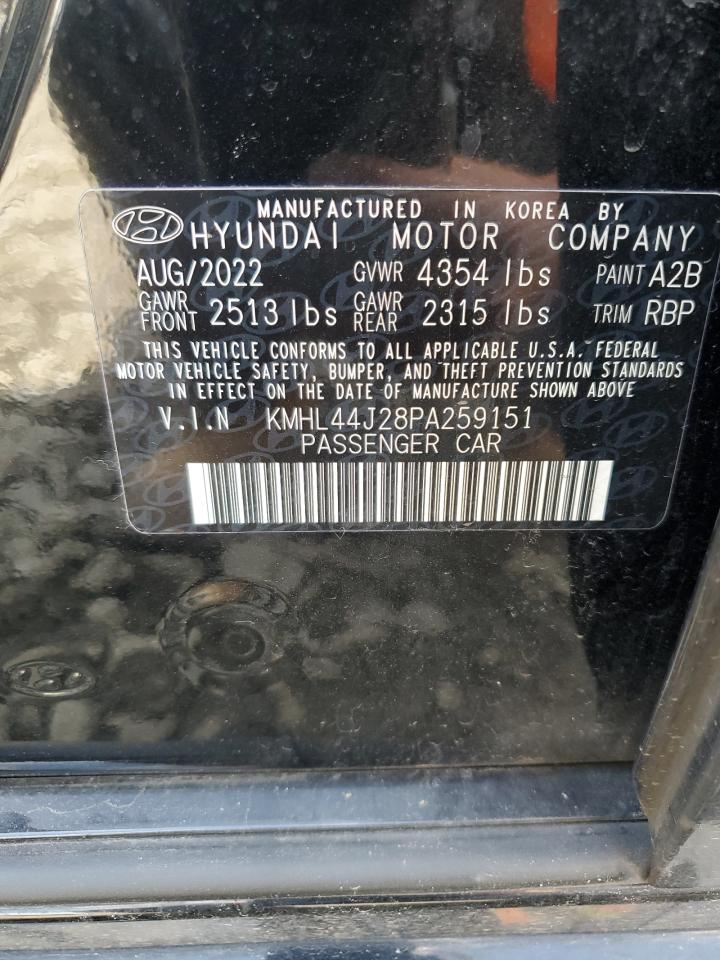 MANUFACTURED IN KOREA BY
HYUNDAI MOTOR COMPANY
AUG/2022 GVWR 4354 lbs PAINT A2B
GAWR FRONT 2513 lbs GAWR REAR 2315 lbs TRIM RBP
THIS VEHICLE CONFORMS TO ALL APPLICABLE U.S.A. FEDERAL
MOTOR VEHICLE SAFETY, BUMPER, AND THEFT PREVENTION STANDARDS
IN EFFECT ON THE DATE OF MANUFACTURE SHOWN ABOVE
V.I.N KMHL44J28PA259151
PASSENGER CAR